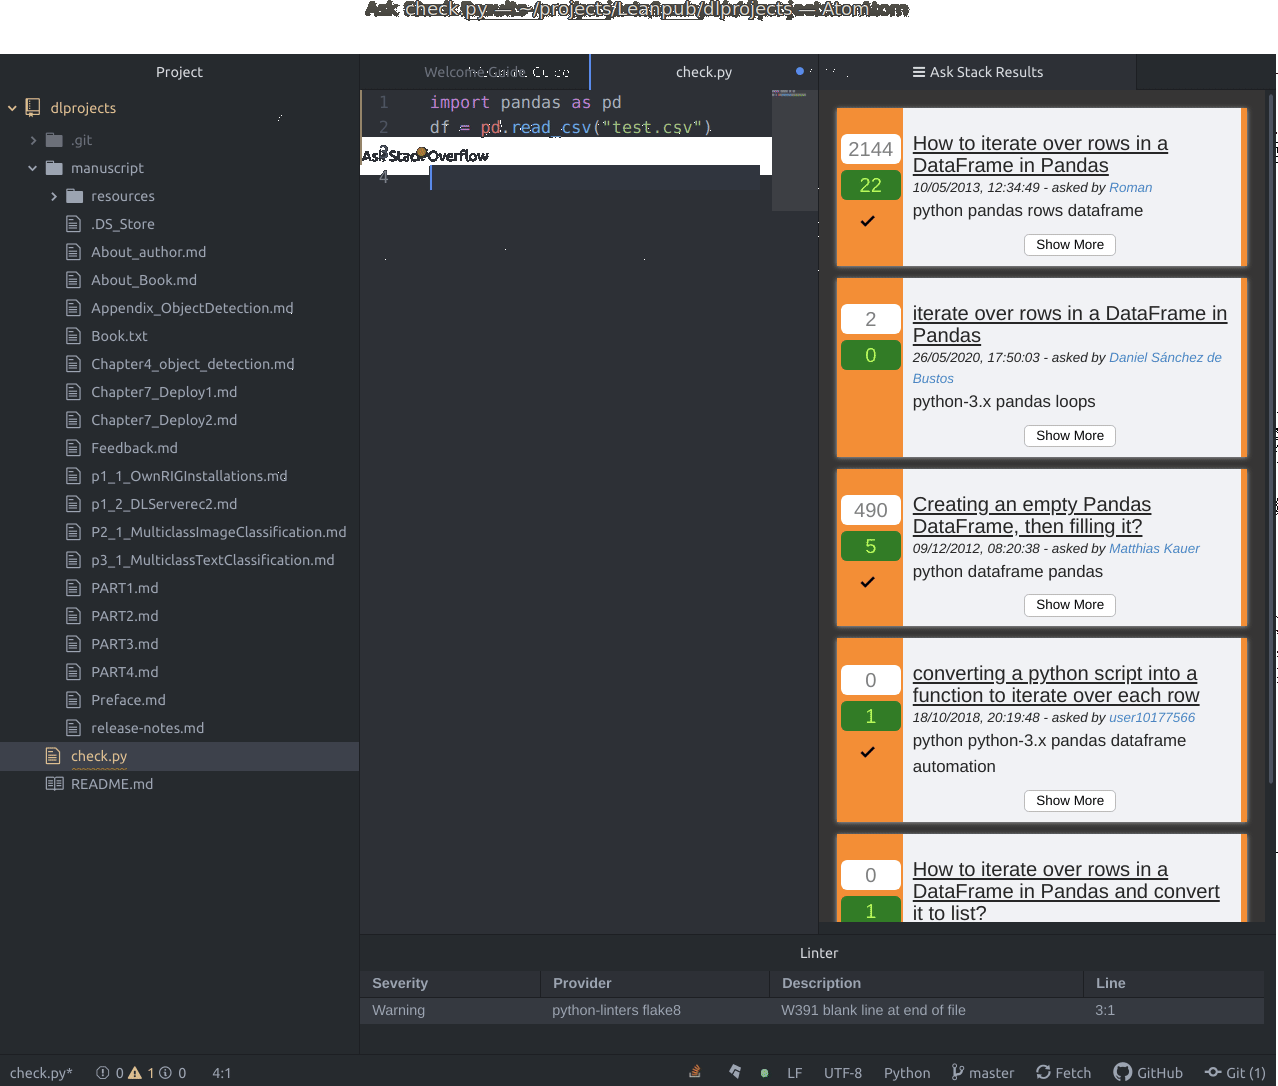 Project
dlprojects
.git
manuscript
resources
.DS_Store
About_author.md
About_Book.md
Appendix_ObjectDetection.md
Book.txt
Chapter4_object_detection.md
Chapter7_Deploy1.md
Chapter7_Deploy2.md
Feedback.md
p1_1_OwnRIGInstallations.md
p1_2_DLServerec2.md
P2_1_MulticlassImageClassification.md
p3_1_MulticlassTextClassification.md
PART1.md
PART2.md
PART3.md
PART4.md
Preface.md
release-notes.md
check.py
README.md
Welcome Guide
check.py
1 import pandas as pd
2 df = pd.read_csv("test.csv")
3
Ask Stack Overflow
4
Ask Stack Results
2144
22
How to iterate over rows in a
DataFrame in Pandas
10/05/2013, 12:34:49 - asked by Roman
python pandas rows dataframe
Show More
2
0
iterate over rows in a DataFrame in
Pandas
26/05/2020, 17:50:03 - asked by Daniel Sánchez de
Bustos
python-3.x pandas loops
Show More
490
5
Creating an empty Pandas
DataFrame, then filling it?
09/12/2012, 08:20:38 - asked by Matthias Kauer
python dataframe pandas
Show More
0
1
converting a python script into a
function to iterate over each row
18/10/2018, 20:19:48 - asked by user10177566
python python-3.x pandas dataframe
automation
Show More
0
1
How to iterate over rows in a
DataFrame in Pandas and convert
it to list?
Linter
Severity Provider Description Line
Warning python-linters flake8 W391 blank line at end of file 3:1
check.py* 0 1 0 4:1 LF UTF-8 Python master Fetch GitHub Git (1)